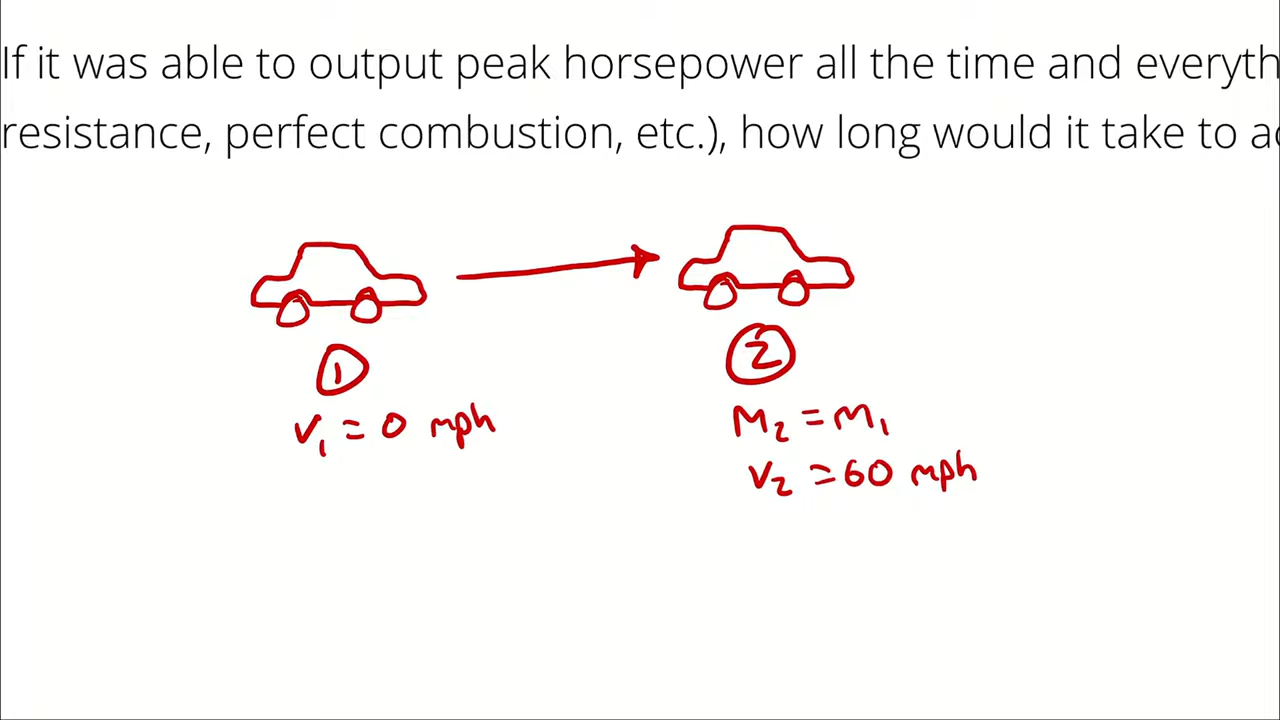 If it was able to output peak horsepower all the time and everyth
resistance, perfect combustion, etc.), how long would it take to ac
1
2
V₁ = 0 mph
M₂ = M₁
V₂ = 60 mph